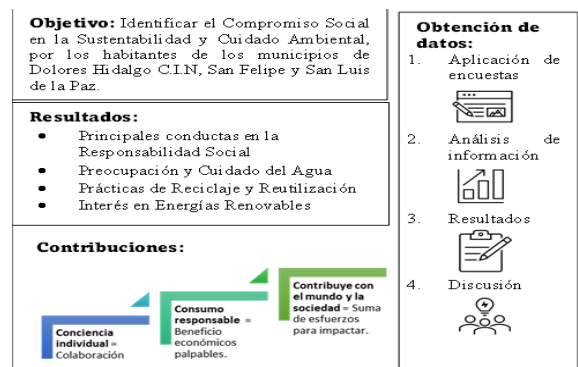 Objetivo: Identificar el Compromiso Social
en la Sustentabilidad y Cuidado Ambiental,
por los habitantes de los municipios de
Dolores Hidalgo C.I.N, San Felipe y San Luis
de la Paz.
Resultados:
• Principales conductas en la
Responsabilidad Social
• Preocupación y Cuidado del Agua
• Prácticas de Reciclaje y Reutilización
• Interés en Energías Renovables
Contribuciones:
Conciencia
individual =
Colaboración
Consumo
responsable =
Beneficio
económicos
palpables.
Contribuye con
el mundo y la
sociedad = Suma
de esfuerzos
para impactar.
Obtención de
datos:
1. Aplicación de
encuestas
2. Análisis de
información
3. Resultados
4. Discusión